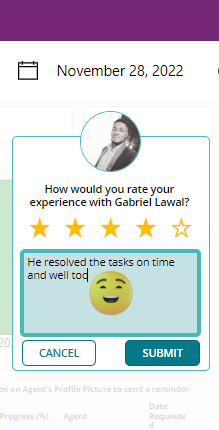 November 28, 2022
How would you rate your
experience with Gabriel Lawal?
He resolved the tasks on time
and well too
CANCEL
SUBMIT
on an Agent's Profile Picture to send a reminder
Progress (%) Agent Date
Requeste
d